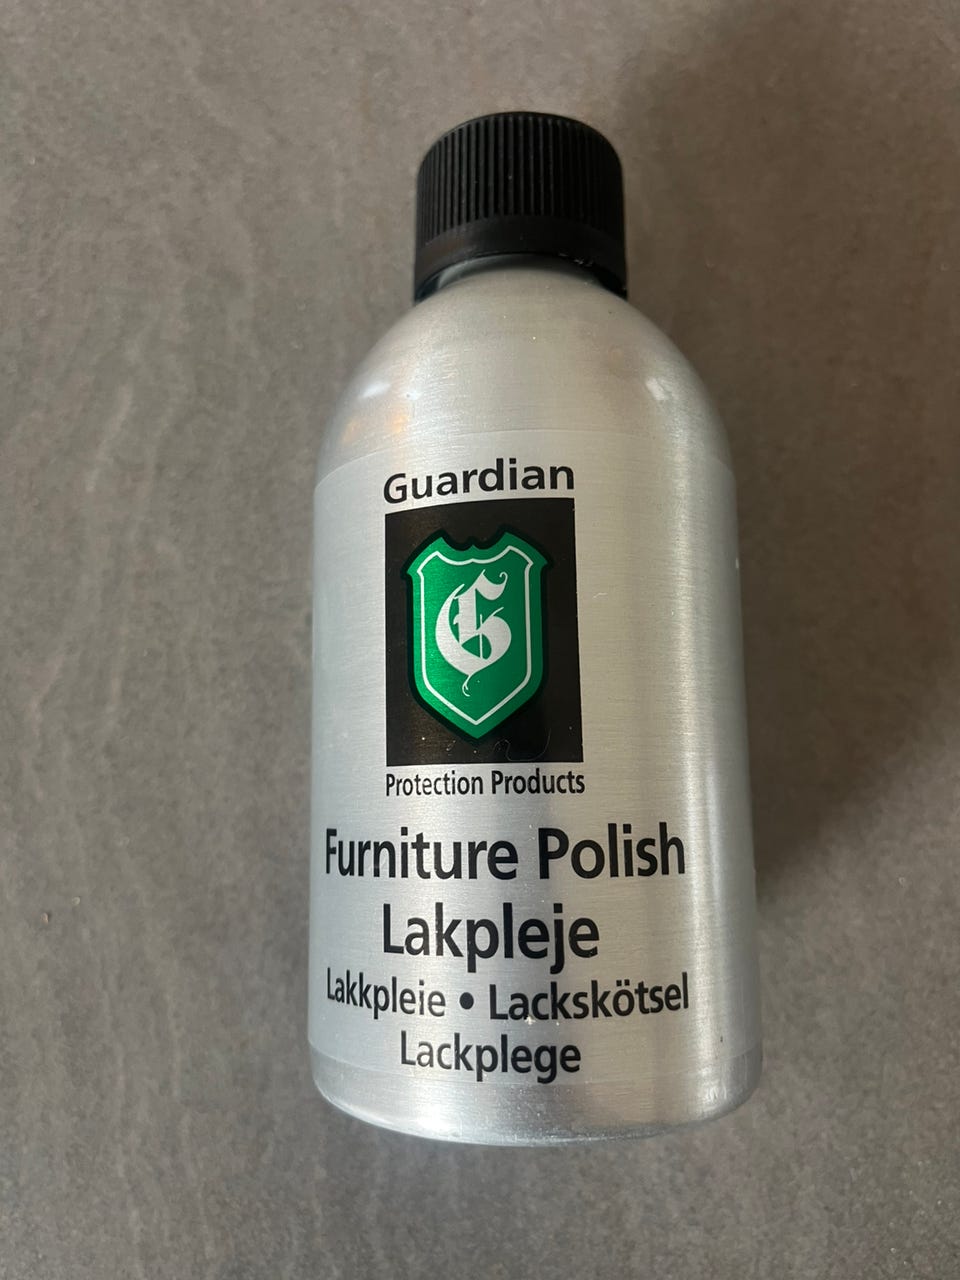 Guardian
G
Protection Products
Furniture Polish
Lakpleje
Lakkpleie • Lackskötsel
Lackplege